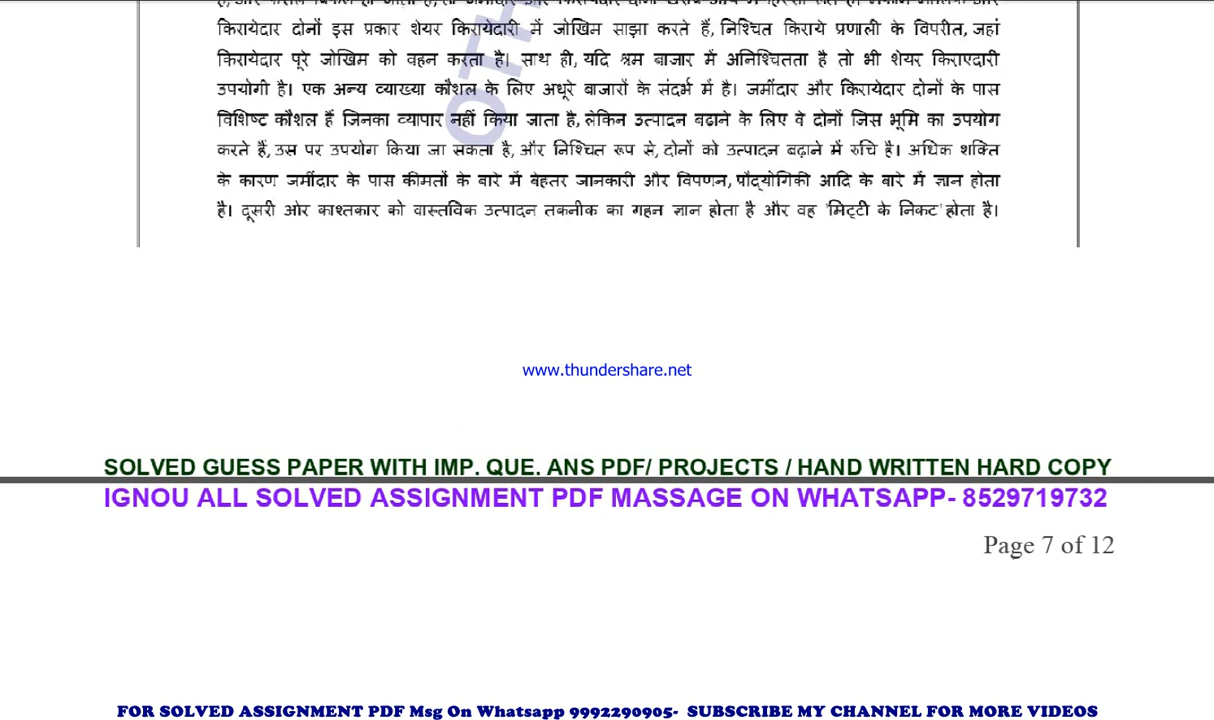 किरायेदार दोनों इस प्रकार शेयर किरायेदारी में जोखिम साझा करते हैं, निश्चित किराये प्रणाली के विपरीत, जहां
किरायेदार पूरे जोखिम को वहन करता है। साथ ही, यदि श्रम बाजार में अनिश्चितता है तो भी शेयर किराएदारी
उपयोगी है। एक अन्य व्याख्या कौशल के लिए अधूरे बाजारों के संदर्भ में है। जमींदार और किरायेदार दोनों के पास
विशिष्ट कौशल हैं जिनका व्यापार नहीं किया जाता है, लेकिन उत्पादन बढ़ाने के लिए वे दोनों जिस भूमि का उपयोग
करते हैं, उस पर उपयोग किया जा सकता है, और निश्चित रूप से, दोनों को उत्पादन बढ़ाने में रुचि है। अधिक शक्ति
के कारण जमींदार के पास कीमतों के बारे में बेहतर जानकारी और विपणन, प्रौद्योगिकी आदि के बारे में ज्ञान होता
है। दूसरी ओर काश्तकार को वास्तविक उत्पादन तकनीक का गहन ज्ञान होता है और वह 'मिट्टी के निकट' होता है।
OTH
www.thundershare.net
SOLVED GUESS PAPER WITH IMP. QUE. ANS PDF/ PROJECTS / HAND WRITTEN HARD COPY
IGNOU ALL SOLVED ASSIGNMENT PDF MASSAGE ON WHATSAPP- 8529719732
Page 7 of 12
FOR SOLVED ASSIGNMENT PDF Msg On Whatsapp 9992290905- SUBSCRIBE MY CHANNEL FOR MORE VIDEOS